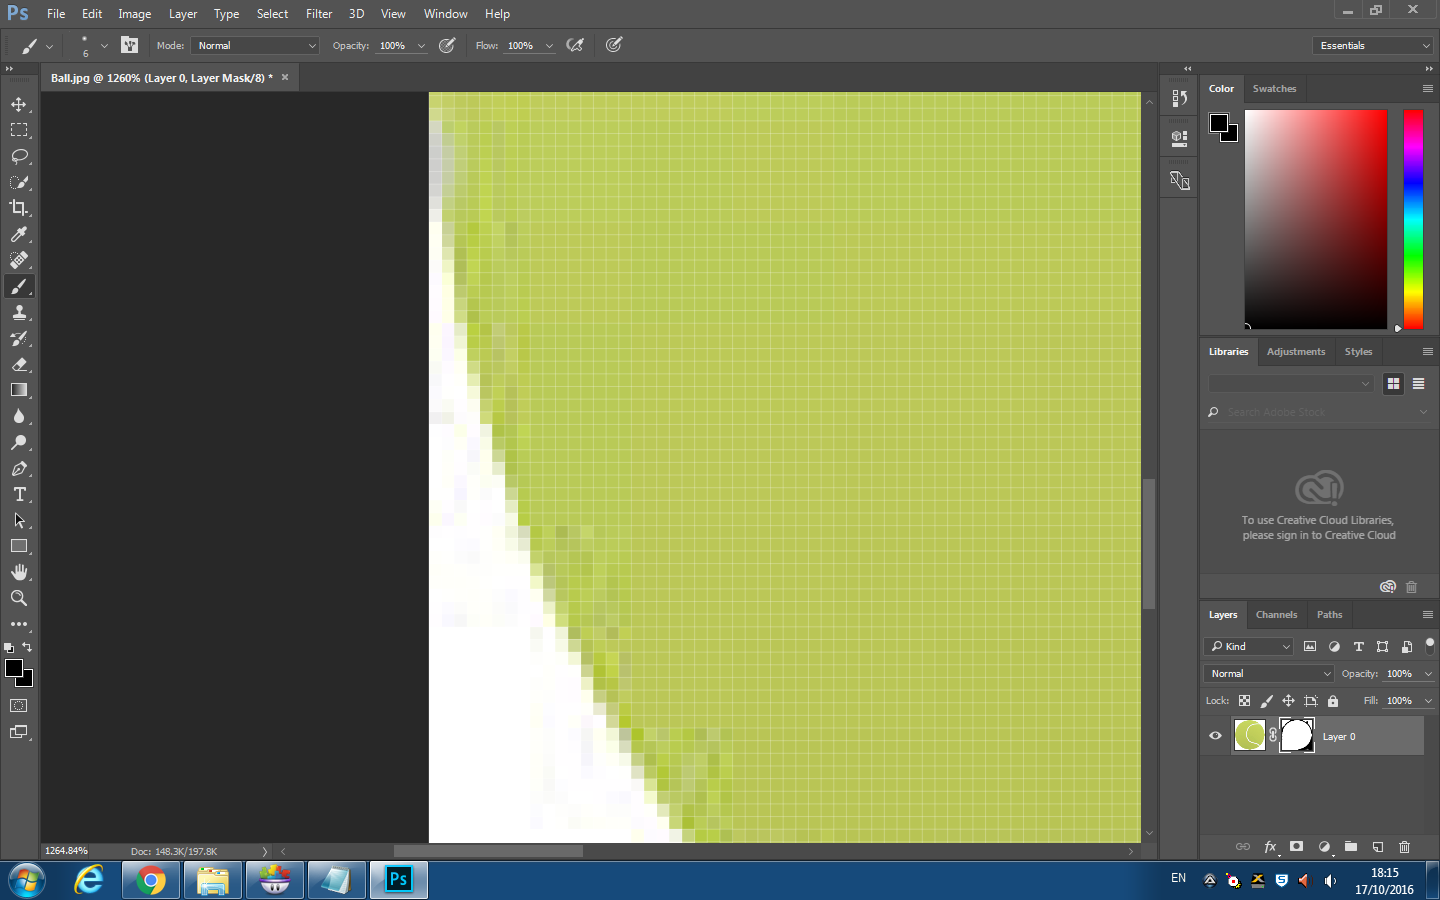 Ps File Edit Image Layer Type Select Filter 3D View Window Help
6 Mode: Normal Opacity: 100% Flow: 100% Essentials
Ball.jpg @ 1260% (Layer 0, Layer Mask/8) * ×
Color Swatches
Libraries Adjustments Styles
Search Adobe Stock
To use Creative Cloud Libraries,
please sign in to Creative Cloud
Layers Channels Paths
Kind
Normal Opacity: 100%
Lock: Fill: 100%
Layer 0
fx
1264.84% Doc: 148.3K/197.8K
Ps
EN
18:15
17/10/2016